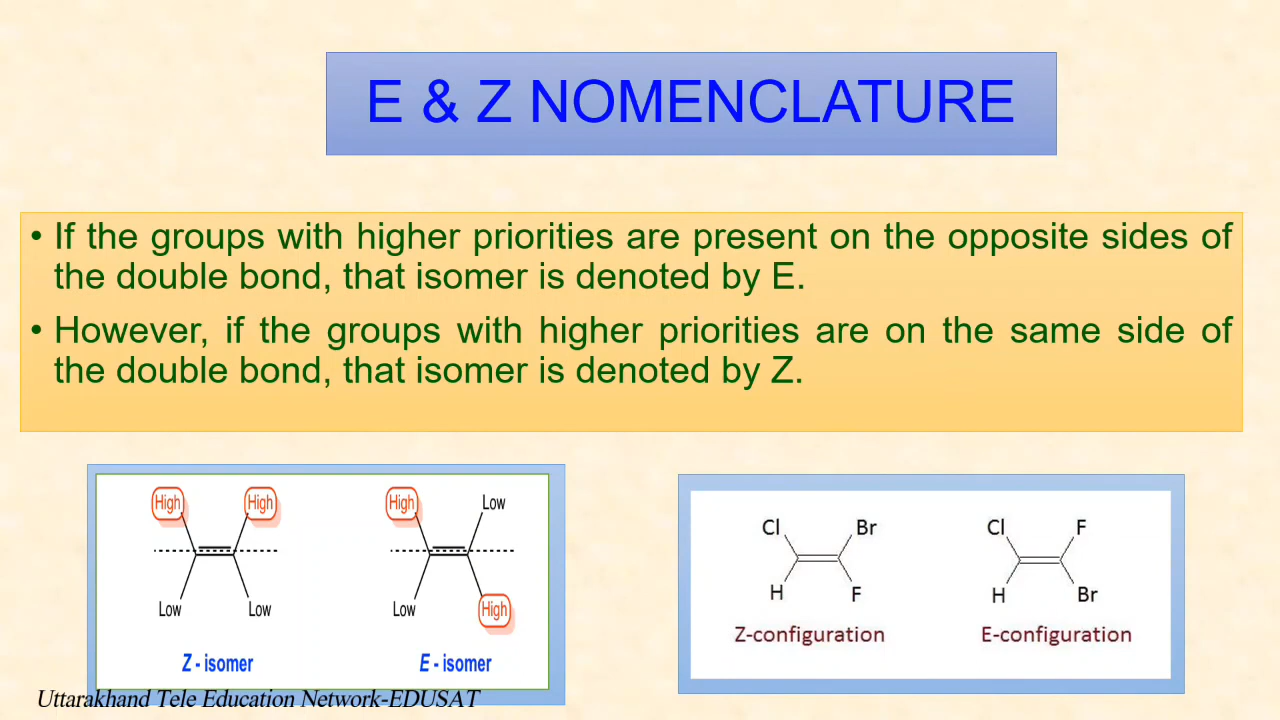 E & Z NOMENCLATURE
• If the groups with higher priorities are present on the opposite sides of
the double bond, that isomer is denoted by E.
• However, if the groups with higher priorities are on the same side of
the double bond, that isomer is denoted by Z.
High High High Low
Low Low Low High
Z - isomer E - isomer
Cl Br Cl F
H F H Br
Z-configuration E-configuration
Uttarakhand Tele Education Network-EDUSAT